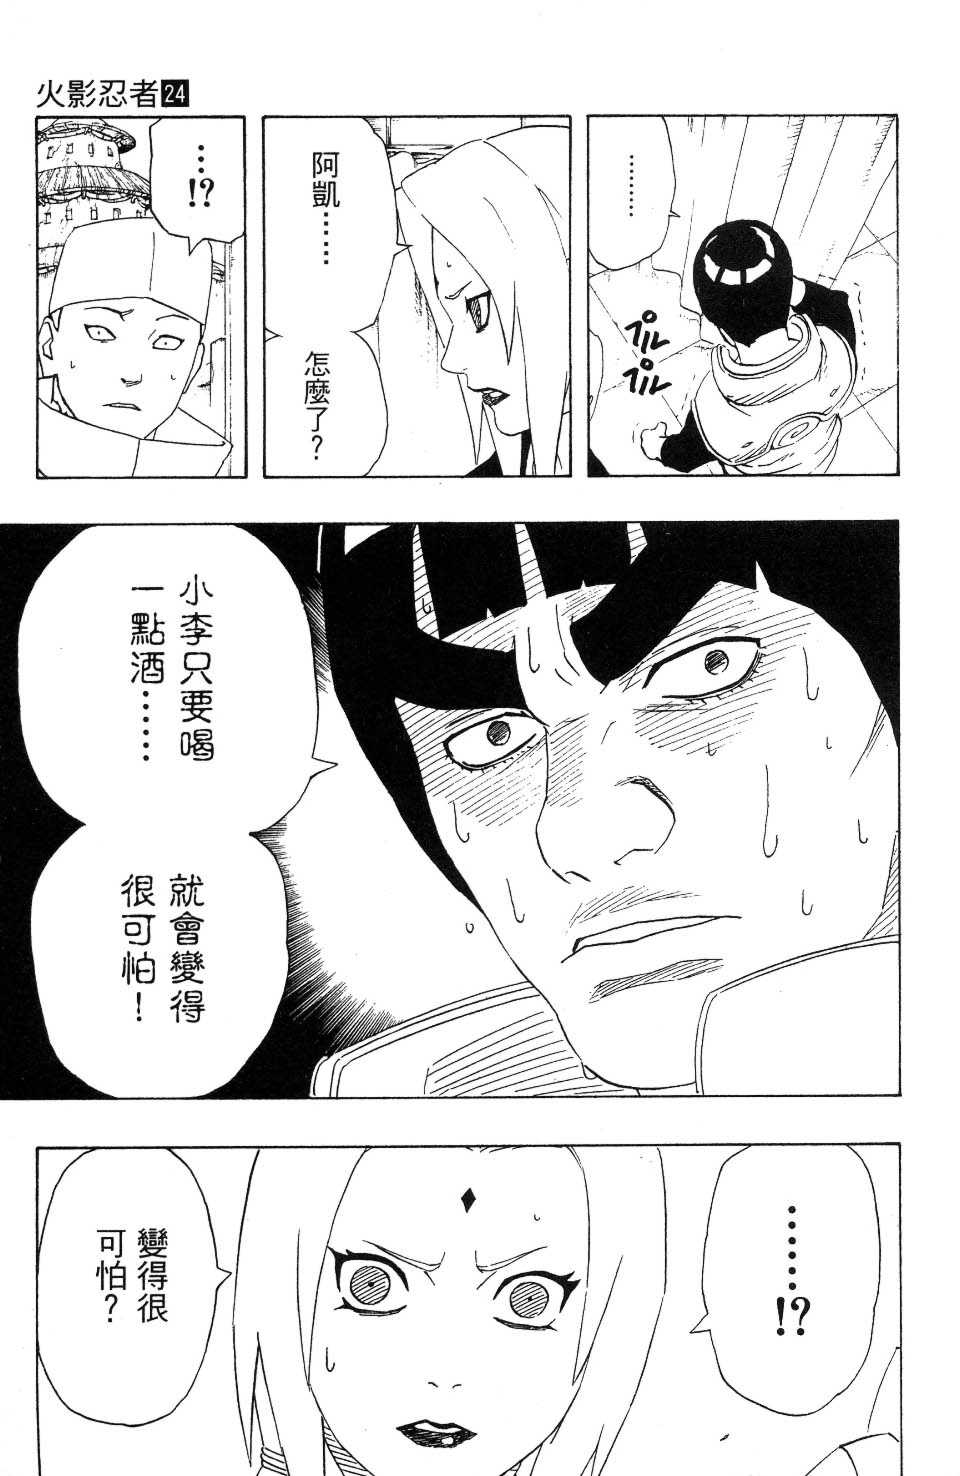 火影忍者24
…………
プル
プル
阿凱……
怎麼了？
…!?
小李只要喝
一點酒……
就會變得
很可怕！
……!?
變得很
可怕？